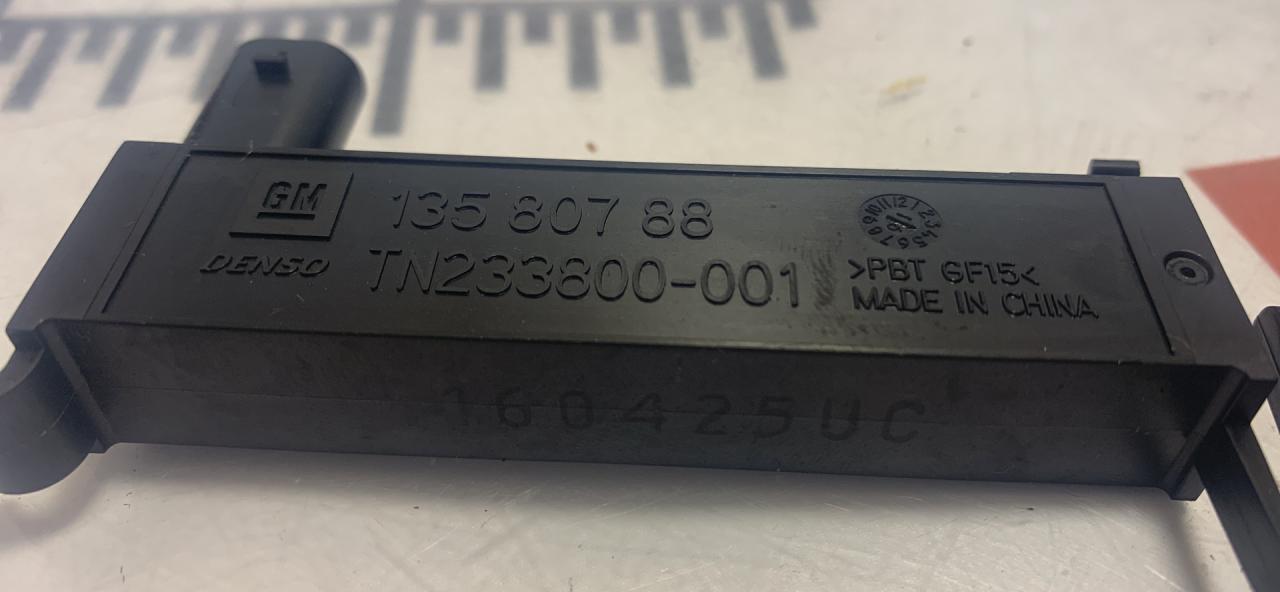 GM
135 807 88
DENSO
TN233800-001
>PBT GF15<
MADE IN CHINA
160425UC